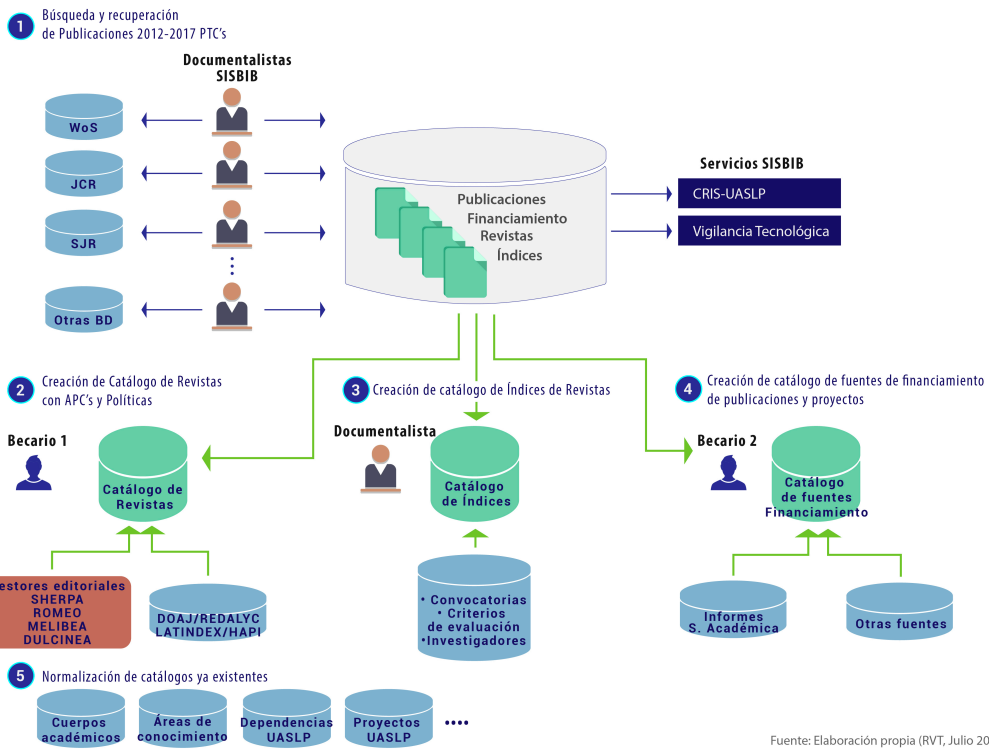 1
Búsqueda y recuperación
de Publicaciones 2012-2017 PTC's
Documentalistas
SISBIB
WoS
JCR
SJR
Otras BD
Publicaciones
Financiamiento
Revistas
Índices
Servicios SISBIB
CRIS-UASLP
Vigilancia Tecnológica
2
Creación de Catálogo de Revistas
con APC's y Políticas
Becario 1
Catálogo de
Revistas
estores editoriales
SHERPA
ROMEO
MELIBEA
DULCINEA
DOAJ/REDALYC
LATINDEX/HAPI
3
Creación de catálogo de Índices de Revistas
Documentalista
Catálogo
de Índices
• Convocatorias
• Criterios
de evaluación
•Investigadores
4
Creación de catálogo de fuentes de financiamiento
de publicaciones y proyectos
Becario 2
Catálogo
de fuentes
Financiamiento
Informes
S. Académica
Otras fuentes
5
Normalización de catálogos ya existentes
Cuerpos
académicos
Áreas de
conocimiento
Dependencias
UASLP
Proyectos
UASLP
Fuente: Elaboración propia (RVT, Julio 20